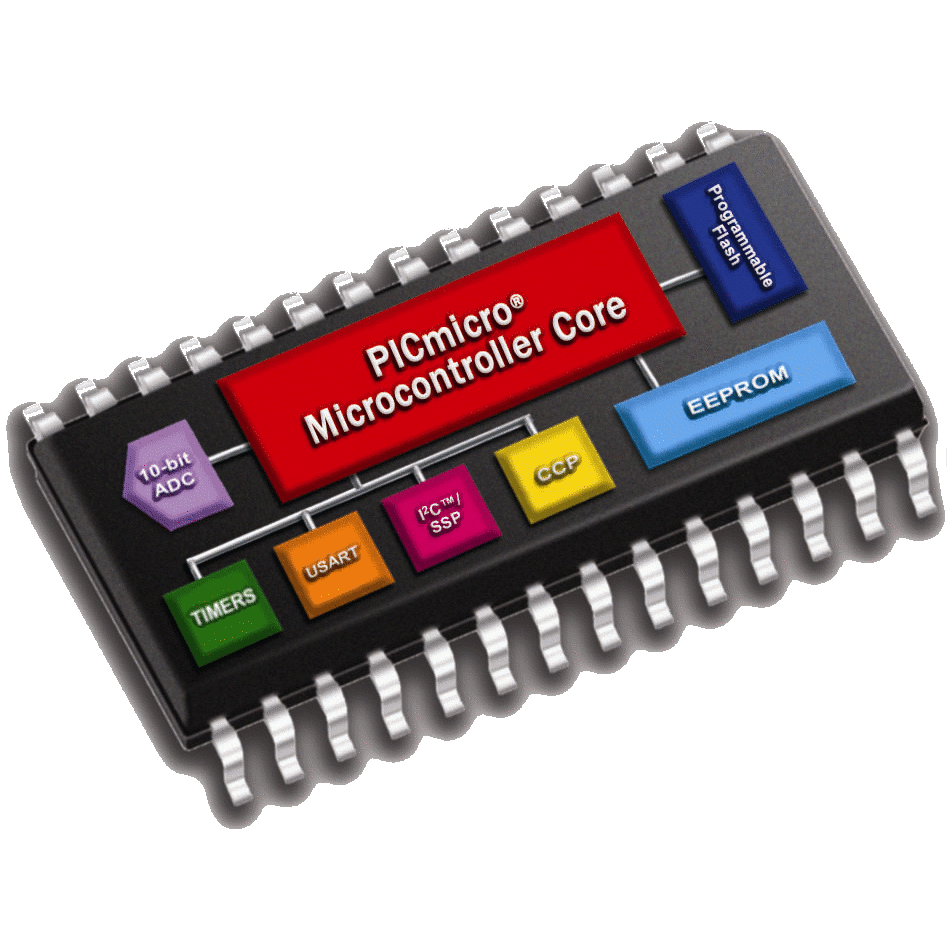 Programmable
Flash
PICmicro®
Microcontroller Core
EEPROM
10-bit
ADC
CCP
I²C™/
SSP
USART
TIMERS